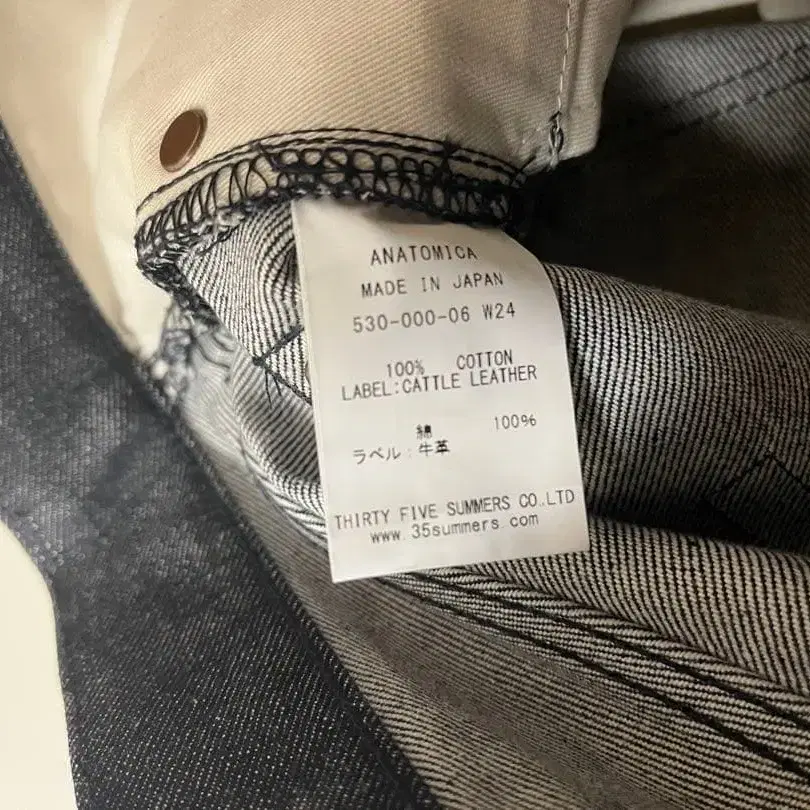 ANATOMICA
MADE IN JAPAN
530-000-06 W24
100% COTTON
LABEL:CATTLE LEATHER
綿 100%
ラベル:牛革
THIRTY FIVE SUMMERS CO.,LTD
www.35summers.com